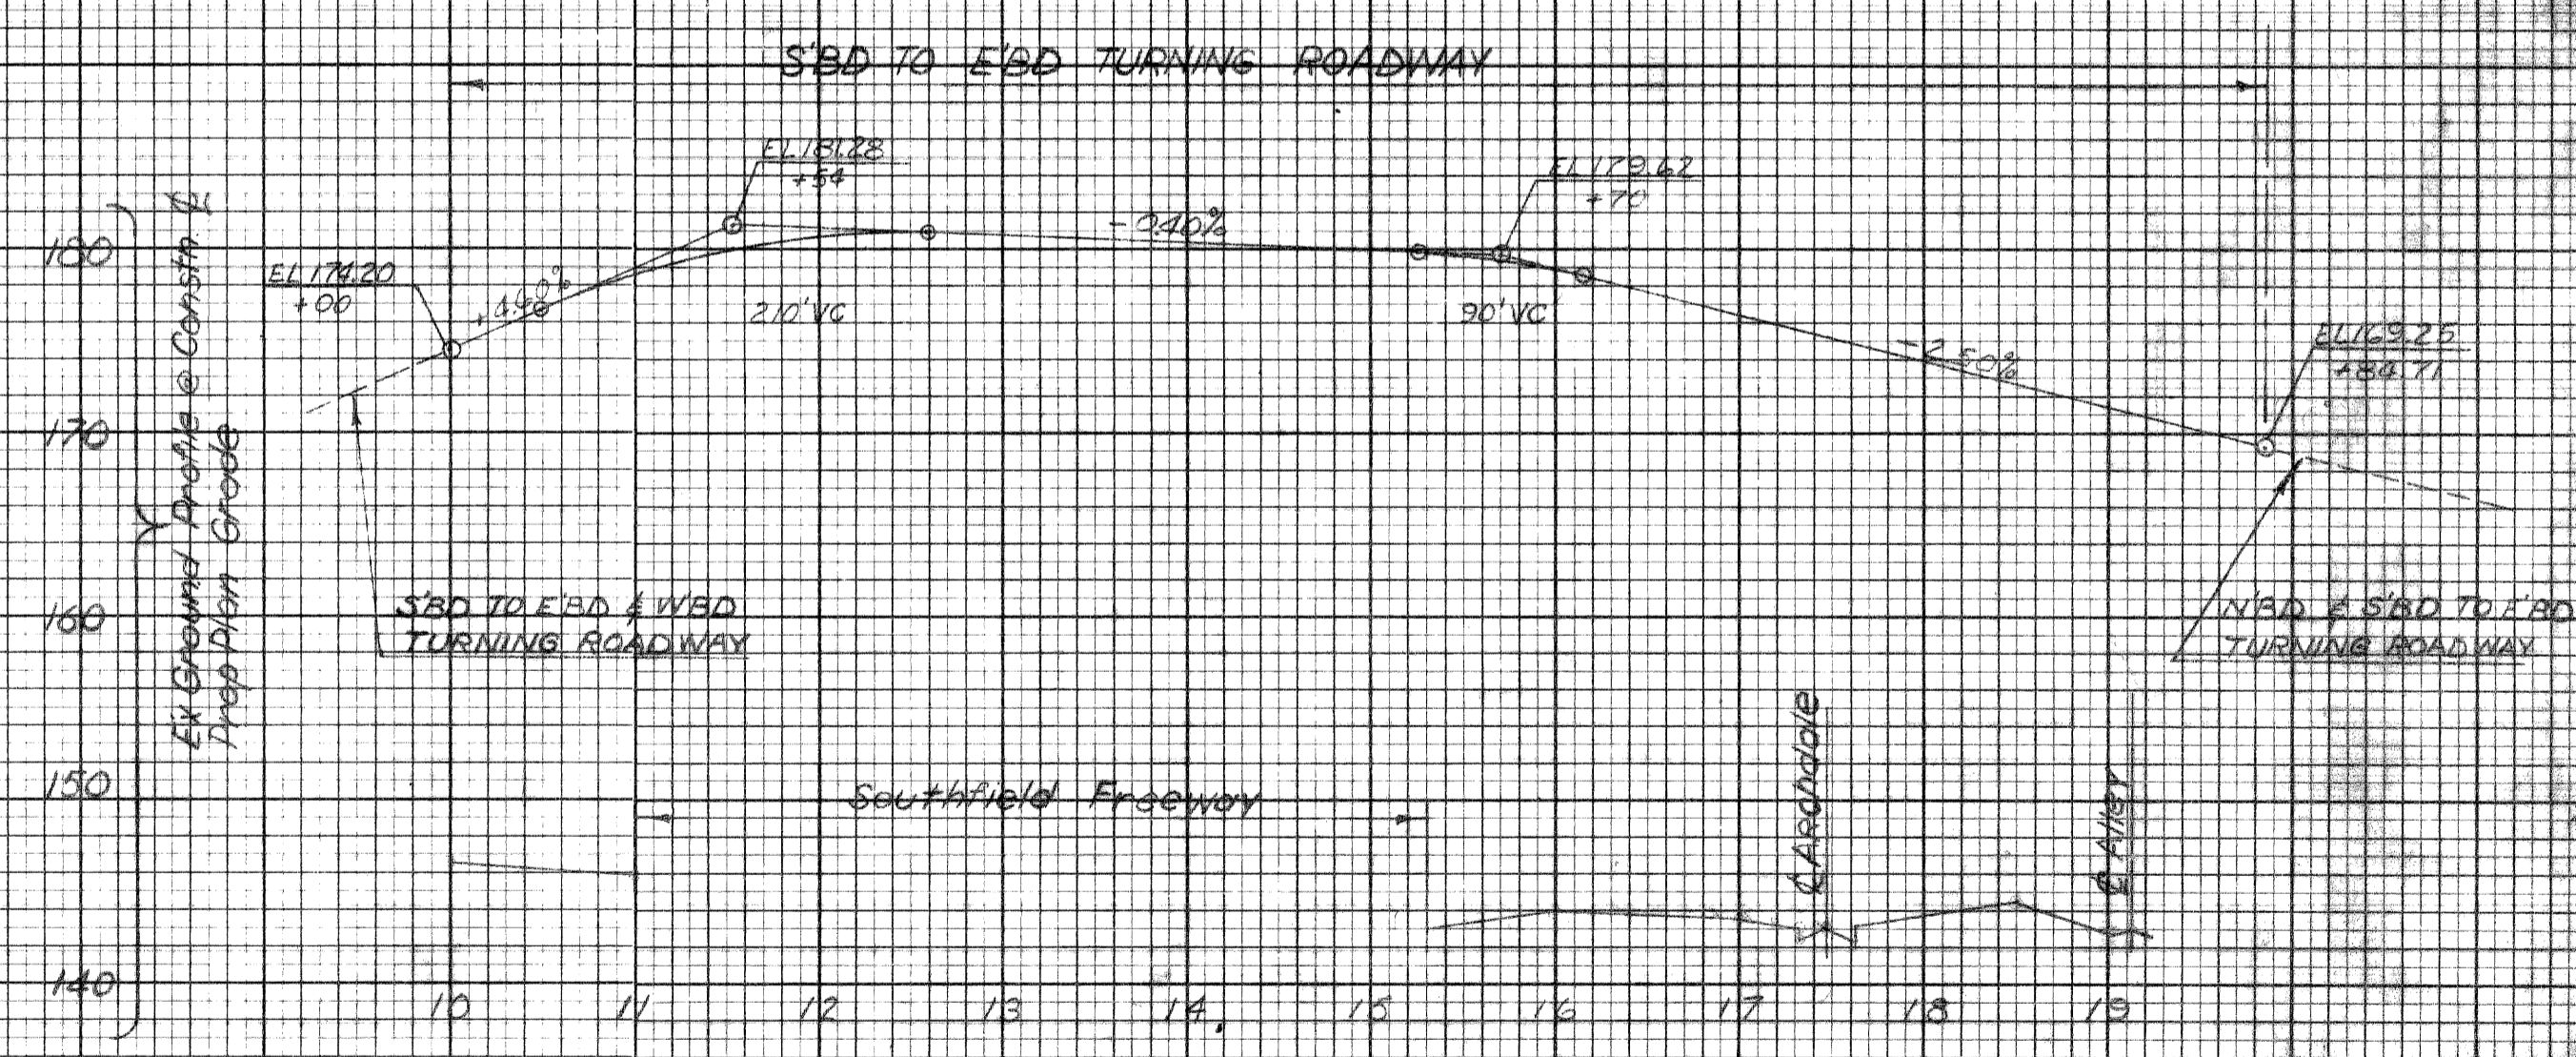 S'BD TO E'BD TURNING ROADWAY
EL 181.28
+54
EL 179.62
+70
-0.40%
EL 174.20
+00
+4.60%
210' VC
90' VC
-2.50%
EL 169.25
+84.71
Ex Ground Profile @ Constn. ℄
Prop Plan Grade
180
170
160
150
140
S'BD TO E'BD & W'BD
TURNING ROADWAY
N'BD & S'BD TO E'BD
TURNING ROADWAY
Southfield Freeway
℄ Archdale
℄ Alley
10 11 12 13 14 15 16 17 18 19